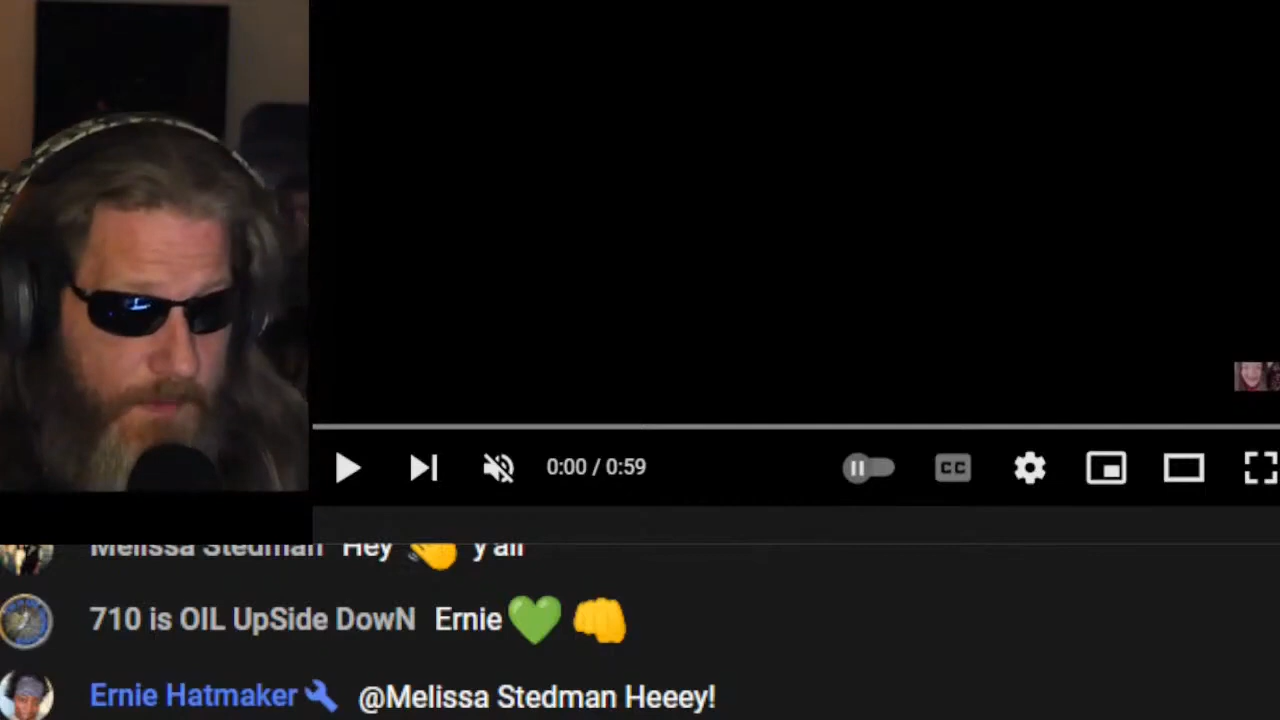 0:00 / 0:59
CC
Melissa Stedman Hey 👋 y'all
710 is OIL UpSide DowN Ernie 💚 👊
Ernie Hatmaker @Melissa Stedman Heeey!